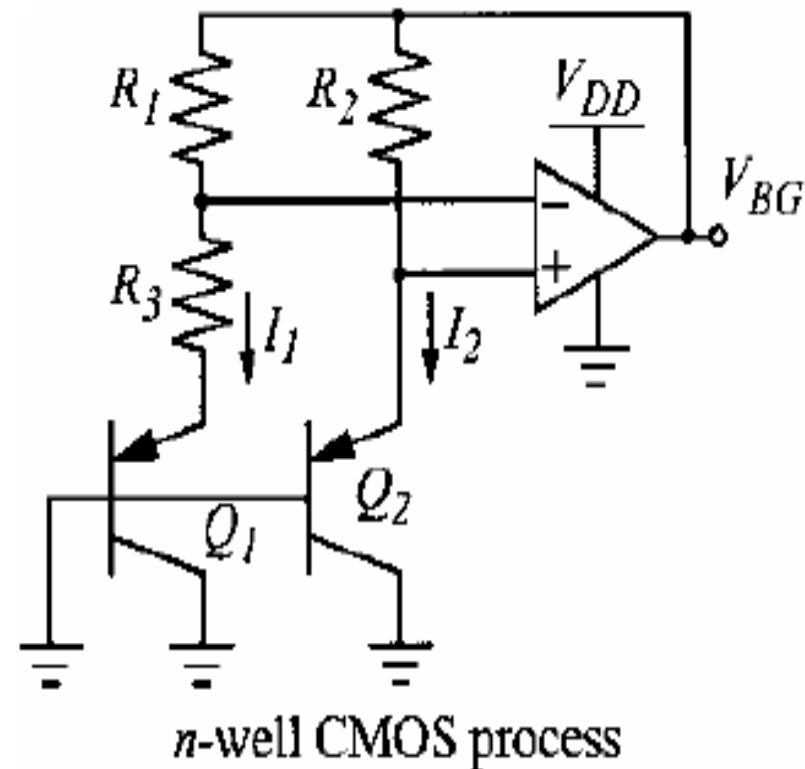 R1
R2
VDD
VBG
-
+
R3
I1
I2
Q1
Q2
n-well CMOS process